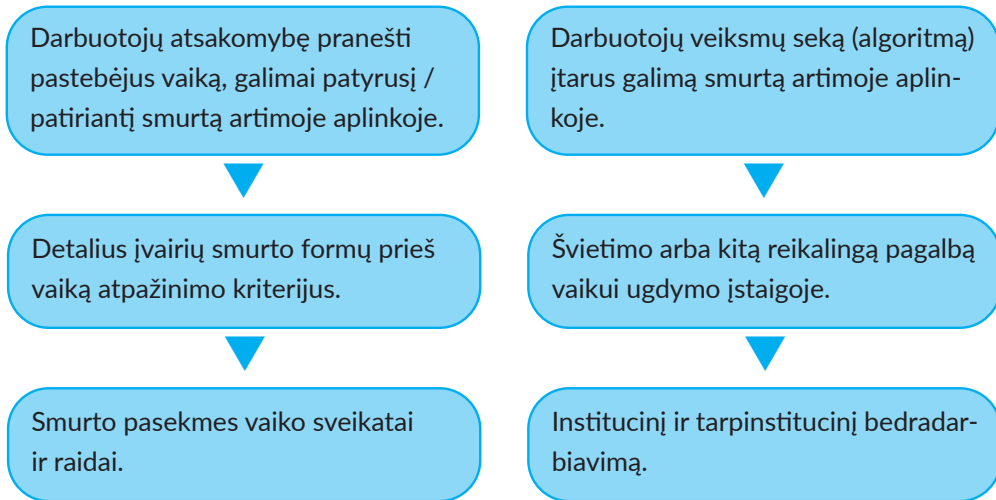 Darbuotojų atsakomybę pranešti
pastebėjus vaiką, galimai patyrusį /
patiriantį smurtą artimoje aplinkoje.
Detalius įvairių smurto formų prieš
vaiką atpažinimo kriterijus.
Smurto pasekmes vaiko sveikatai
ir raidai.
Darbuotojų veiksmų seką (algoritmą)
įtarus galimą smurtą artimoje aplin-
koje.
Švietimo arba kitą reikalingą pagalbą
vaikui ugdymo įstaigoje.
Institucinį ir tarpinstitucinį bedradar-
biavimą.